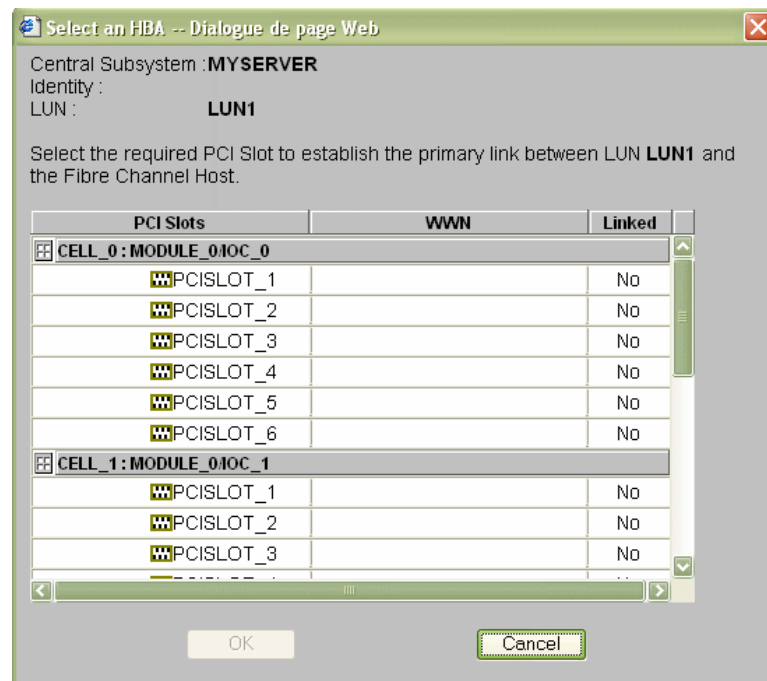 Select an HBA -- Dialogue de page Web
Central Subsystem :MYSERVER
Identity :
LUN : LUN1
Select the required PCI Slot to establish the primary link between LUN LUN1 and
the Fibre Channel Host.
PCI Slots WWN Linked
CELL_0 : MODULE_0/IOC_0
PCISLOT_1 No
PCISLOT_2 No
PCISLOT_3 No
PCISLOT_4 No
PCISLOT_5 No
PCISLOT_6 No
CELL_1 : MODULE_0/IOC_1
PCISLOT_1 No
PCISLOT_2 No
PCISLOT_3 No
OK Cancel